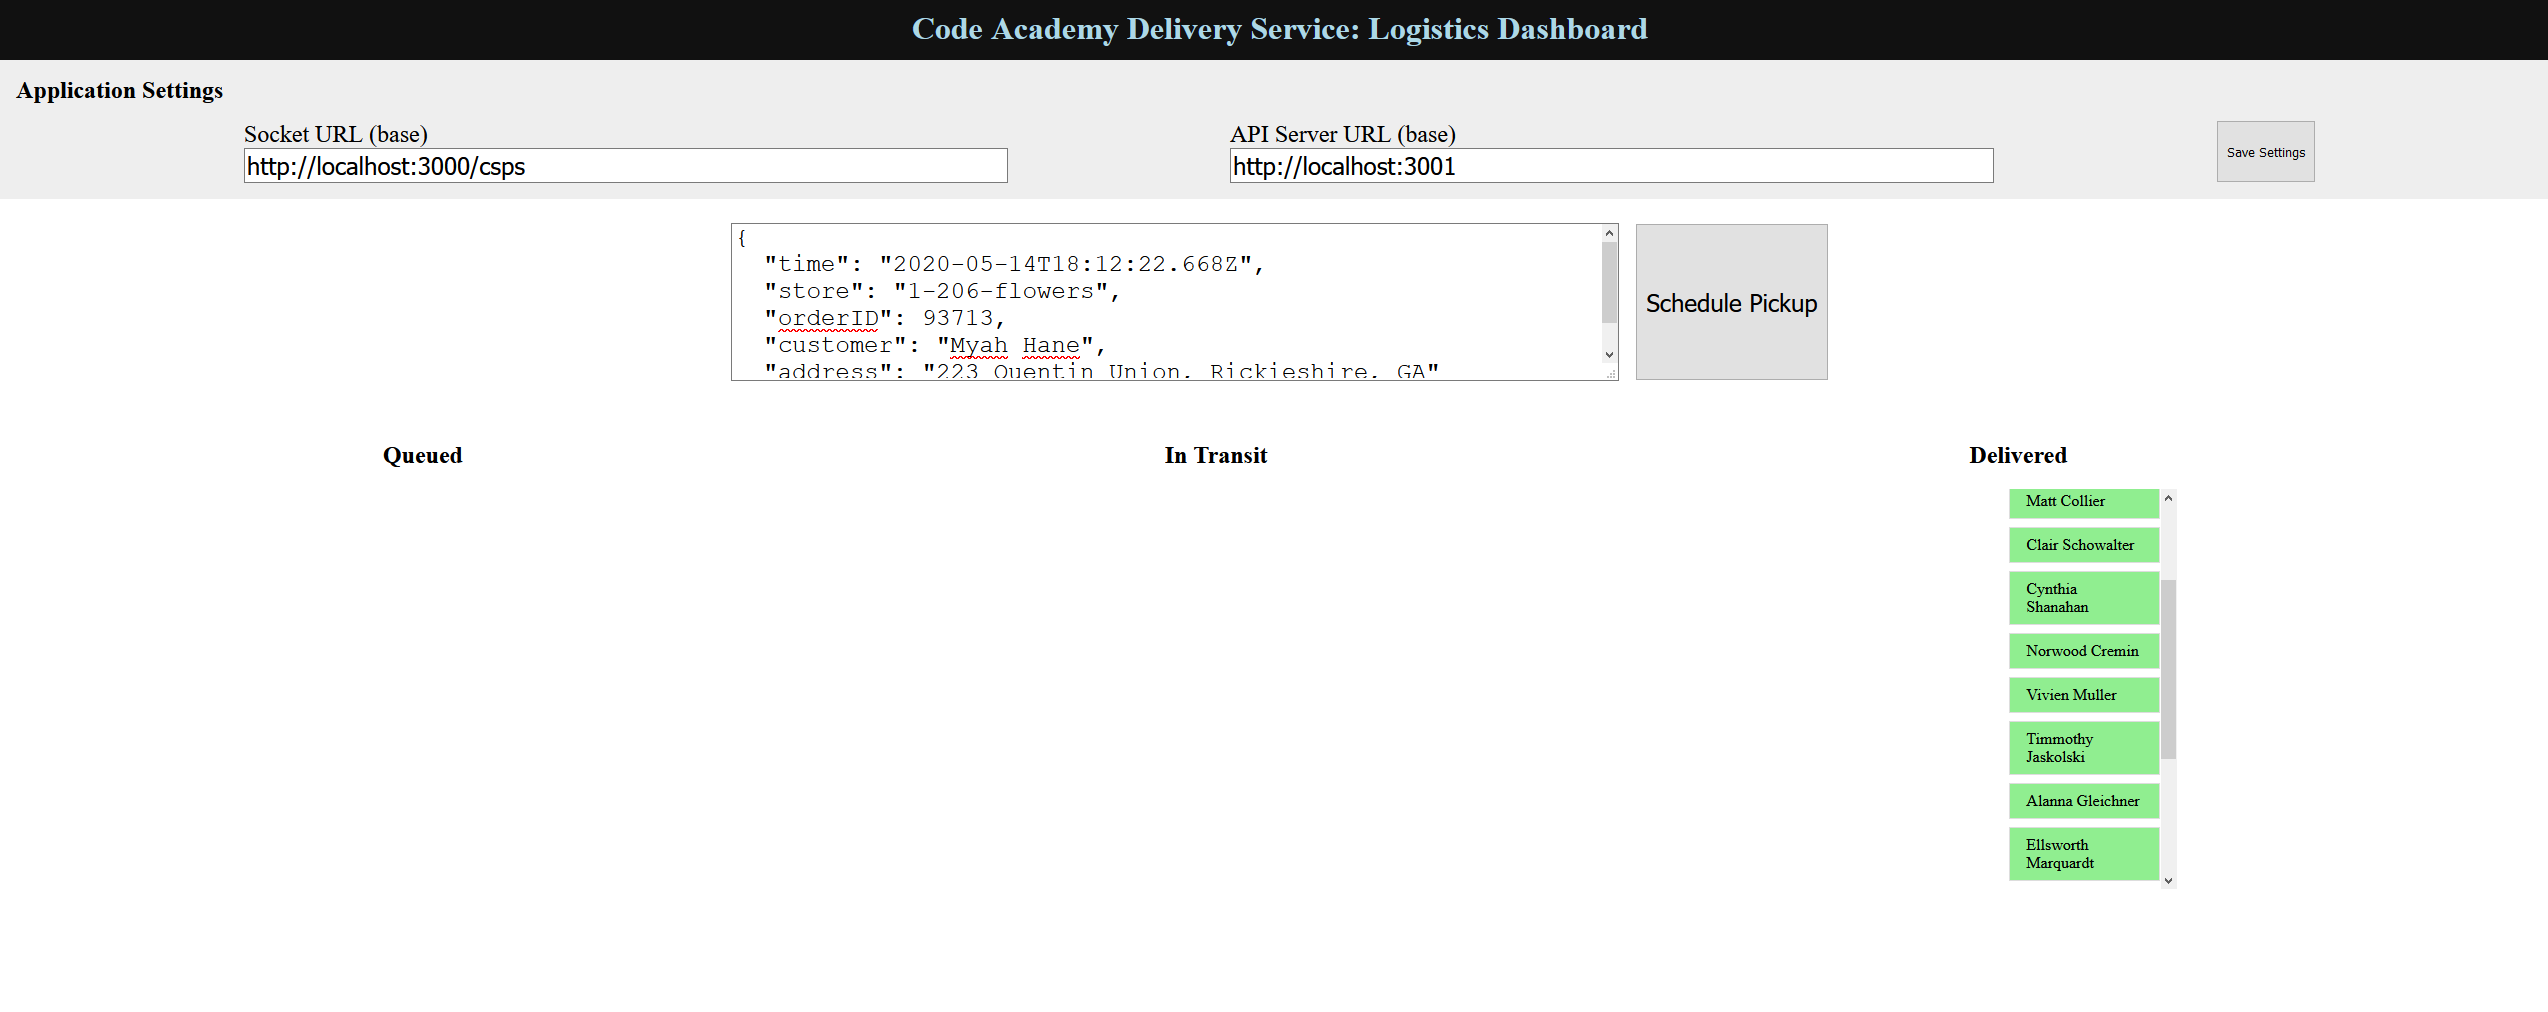 Code Academy Delivery Service: Logistics Dashboard
Application Settings
Socket URL (base)
http://localhost:3000/csps
API Server URL (base)
http://localhost:3001
Save Settings
{
"time": "2020-05-14T18:12:22.668Z",
"store": "1-206-flowers",
"orderID": 93713,
"customer": "Myah Hane",
"address": "223 Quentin Union, Rickieshire, GA"
Schedule Pickup
Queued
In Transit
Delivered
Matt Collier
Clair Schowalter
Cynthia
Shanahan
Norwood Cremin
Vivien Muller
Timmothy
Jaskolski
Alanna Gleichner
Ellsworth
Marquardt